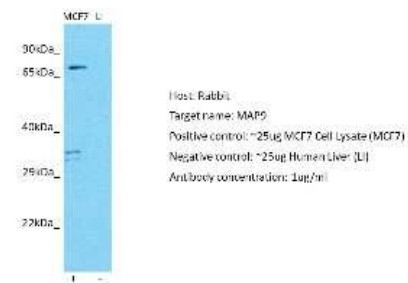 MCF7 LI
90kDa_
65kDa_
40kDa_
29kDa_
22kDa_
+ -
Host: Rabbit
Target name: MAP9
Positive control: ~25ug MCF7 Cell Lysate (MCF7)
Negative control: ~25ug Human Liver (LI)
Antibody concentration: 1ug/ml